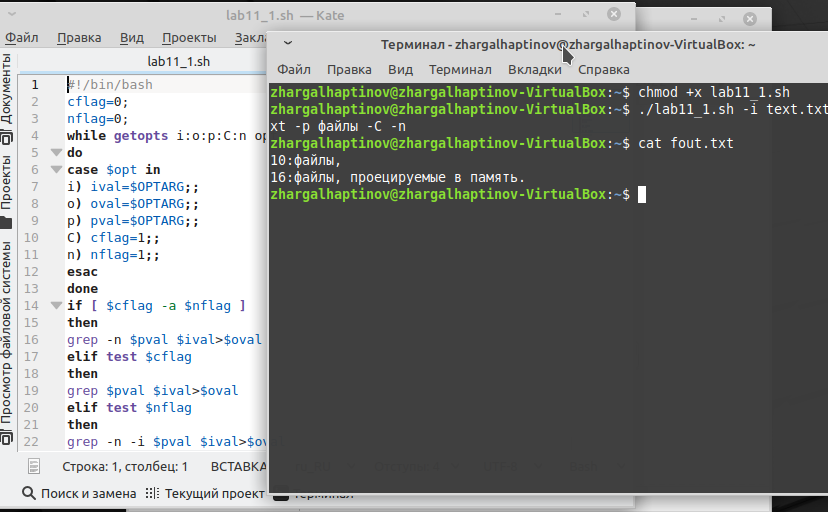 lab11_1.sh — Kate
Файл Правка Вид Проекты Закл
lab11_1.sh
Документы
Проекты
Просмотр файловой системы
1 #!/bin/bash
2 cflag=0;
3 nflag=0;
4 while getopts i:o:p:C:n op
5 do
6 case $opt in
7 i) ival=$OPTARG;;
8 o) oval=$OPTARG;;
9 p) pval=$OPTARG;;
10 C) cflag=1;;
11 n) nflag=1;;
12 esac
13 done
14 if [ $cflag -a $nflag ]
15 then
16 grep -n $pval $ival>$oval
17 elif test $cflag
18 then
19 grep $pval $ival>$oval
20 elif test $nflag
21 then
22 grep -n -i $pval $ival>$ov
Строка: 1, столбец: 1 ВСТАВКА
Поиск и замена Текущий проект Терминал
Терминал - zhargalhaptinov@zhargalhaptinov-VirtualBox: ~
Файл Правка Вид Терминал Вкладки Справка
zhargalhaptinov@zhargalhaptinov-VirtualBox:~$ chmod +x lab11_1.sh
zhargalhaptinov@zhargalhaptinov-VirtualBox:~$ ./lab11_1.sh -i text.txt
xt -p файлы -C -n
zhargalhaptinov@zhargalhaptinov-VirtualBox:~$ cat fout.txt
10:файлы,
16:файлы, проецируемые в память.
zhargalhaptinov@zhargalhaptinov-VirtualBox:~$